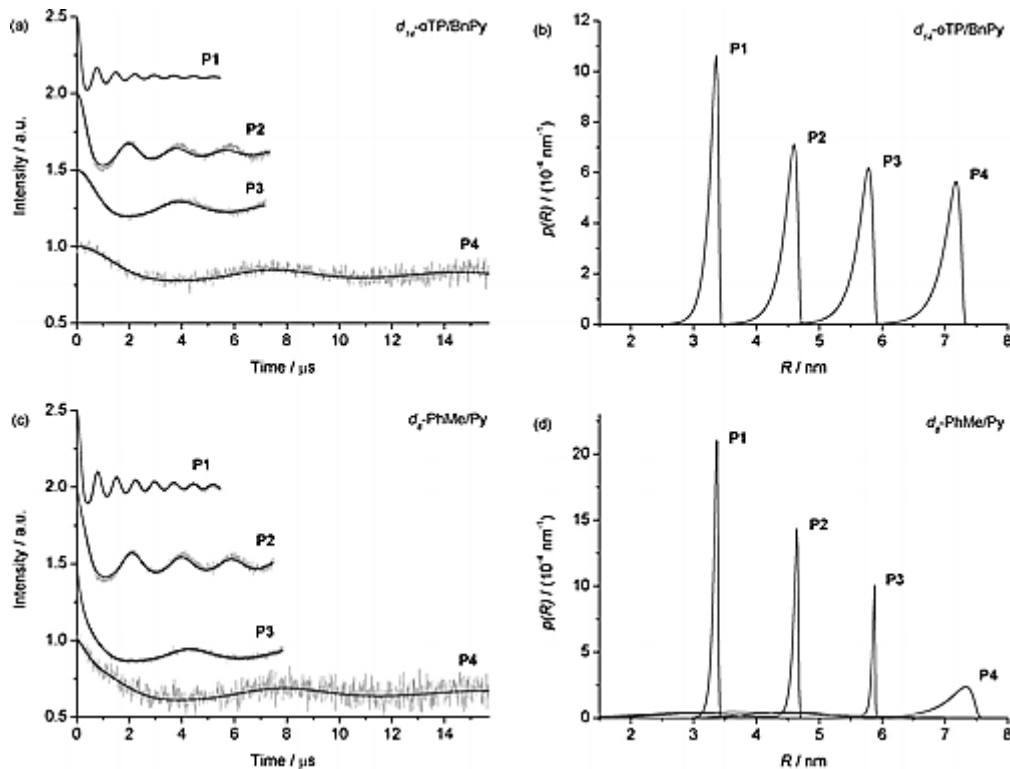 (a)
d₁₄-oTP/BnPy
2.5
2.0
1.5
1.0
0.5
Intensity / a.u.
P1
P2
P3
P4
0 2 4 6 8 10 12 14
Time / μs
(b)
d₁₄-oTP/BnPy
12
10
8
6
4
2
0
p(R) / (10⁻⁶ nm⁻¹)
P1
P2
P3
P4
2 3 4 5 6 7 8
R / nm
(c)
d₈-PhMe/Py
2.5
2.0
1.5
1.0
0.5
Intensity / a.u.
P1
P2
P3
P4
0 2 4 6 8 10 12 14
Time / μs
(d)
d₈-PhMe/Py
20
15
10
5
0
P1
P2
P3
P4
2 3 4 5 6 7 8
R / nm